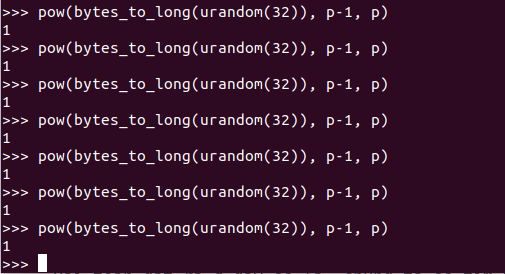 >>> pow(bytes_to_long(urandom(32)), p-1, p)
1
>>> pow(bytes_to_long(urandom(32)), p-1, p)
1
>>> pow(bytes_to_long(urandom(32)), p-1, p)
1
>>> pow(bytes_to_long(urandom(32)), p-1, p)
1
>>> pow(bytes_to_long(urandom(32)), p-1, p)
1
>>> pow(bytes_to_long(urandom(32)), p-1, p)
1
>>> pow(bytes_to_long(urandom(32)), p-1, p)
1
>>>